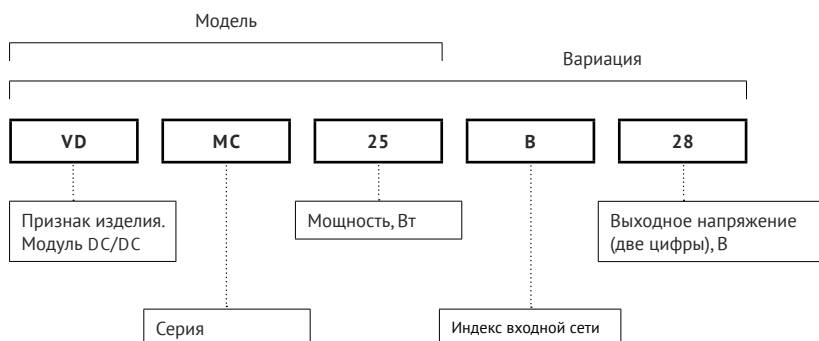 Модель
Вариация
VD MC 25 В 28
Признак изделия.
Модуль DC/DC
Мощность, Вт
Выходное напряжение
(две цифры), В
Серия
Индекс входной сети